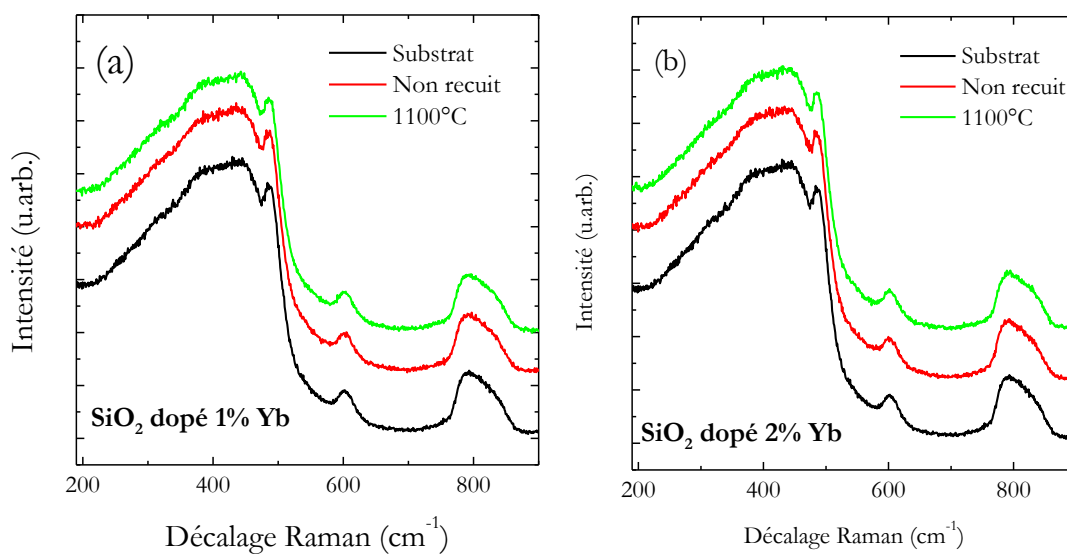 (a)
Substrat
Non recuit
1100°C
Intensité (u.arb.)
SiO2 dopé 1% Yb
200 400 600 800
Décalage Raman (cm-1)
(b)
Substrat
Non recuit
1100°C
Intensité (u.arb.)
SiO2 dopé 2% Yb
200 400 600 800
Décalage Raman (cm-1)